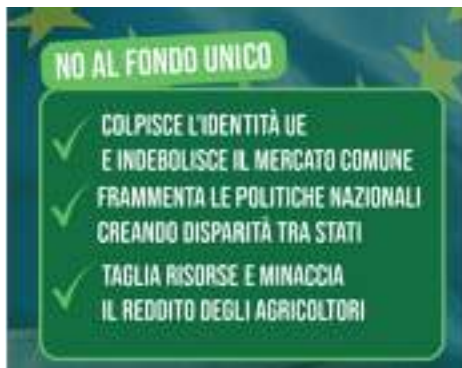 NO AL FONDO UNICO
COLPISCE L'IDENTITÀ UE
E INDEBOLISCE IL MERCATO COMUNE
FRAMMENTA LE POLITICHE NAZIONALI
CREANDO DISPARITÀ TRA STATI
TAGLIA RISORSE E MINACCIA
IL REDDITO DEGLI AGRICOLTORI